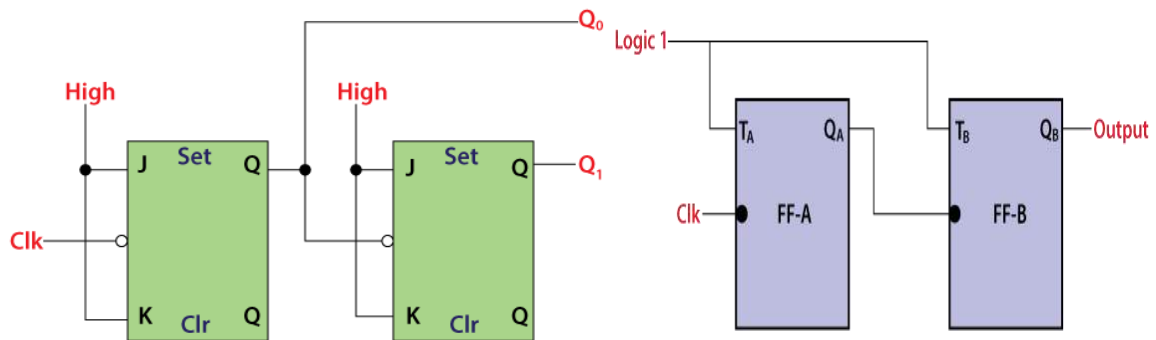 Q₀
High
High
J Set Q
J Set Q
Q₁
Clk
K Clr Q
K Clr Q
Logic 1
T_A Q_A
T_B Q_B
Output
Clk
FF-A
FF-B